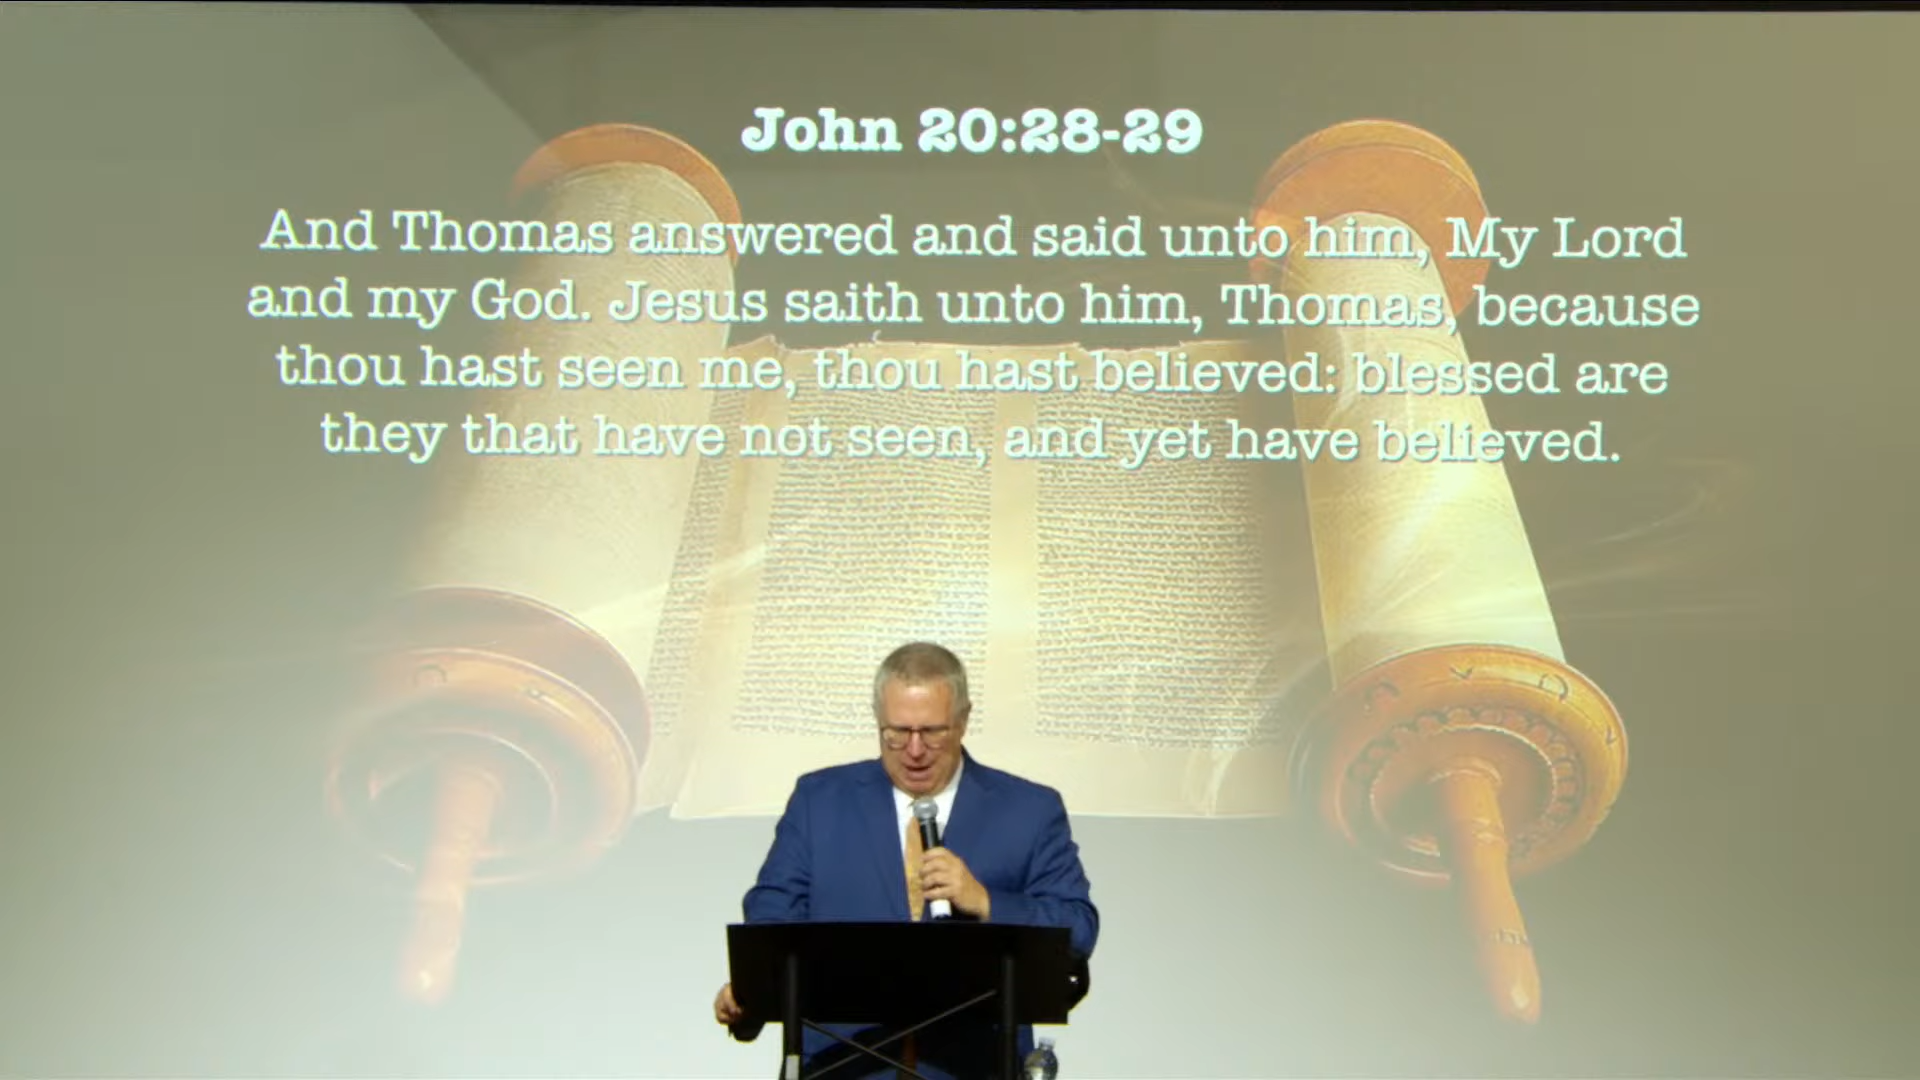 John 20:28-29
And Thomas answered and said unto him, My Lord
and my God. Jesus saith unto him, Thomas, because
thou hast seen me, thou hast believed: blessed are
they that have not seen, and yet have believed.